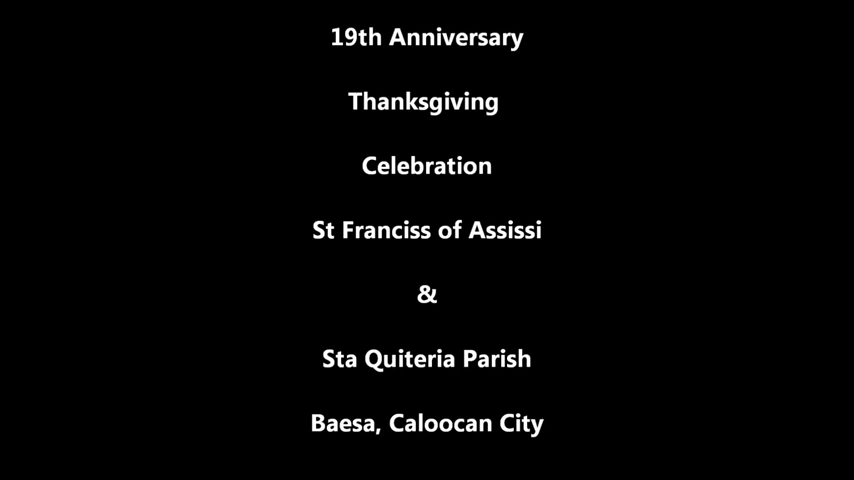 19th Anniversary
Thanksgiving
Celebration
St Franciss of Assissi
&
Sta Quiteria Parish
Baesa, Caloocan City